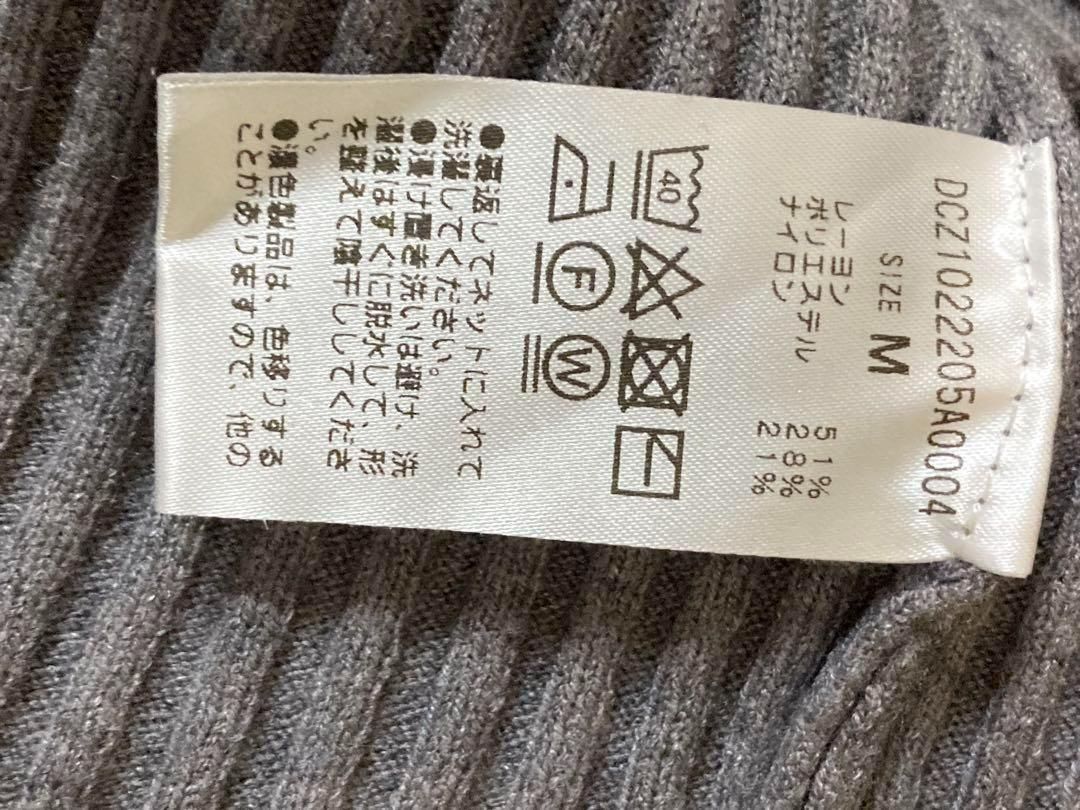 DCZ1022205A0004
SIZE M
レーヨン 51%
ポリエステル 28%
ナイロン 21%
40
F
W
●裏返してネットに入れて
洗濯してください。
●漬け置き洗いは避け、洗
濯後はすぐに脱水して、形
を整えて陰干ししてくださ
い。
●濃色製品は、色移りする
ことがありますので、他の